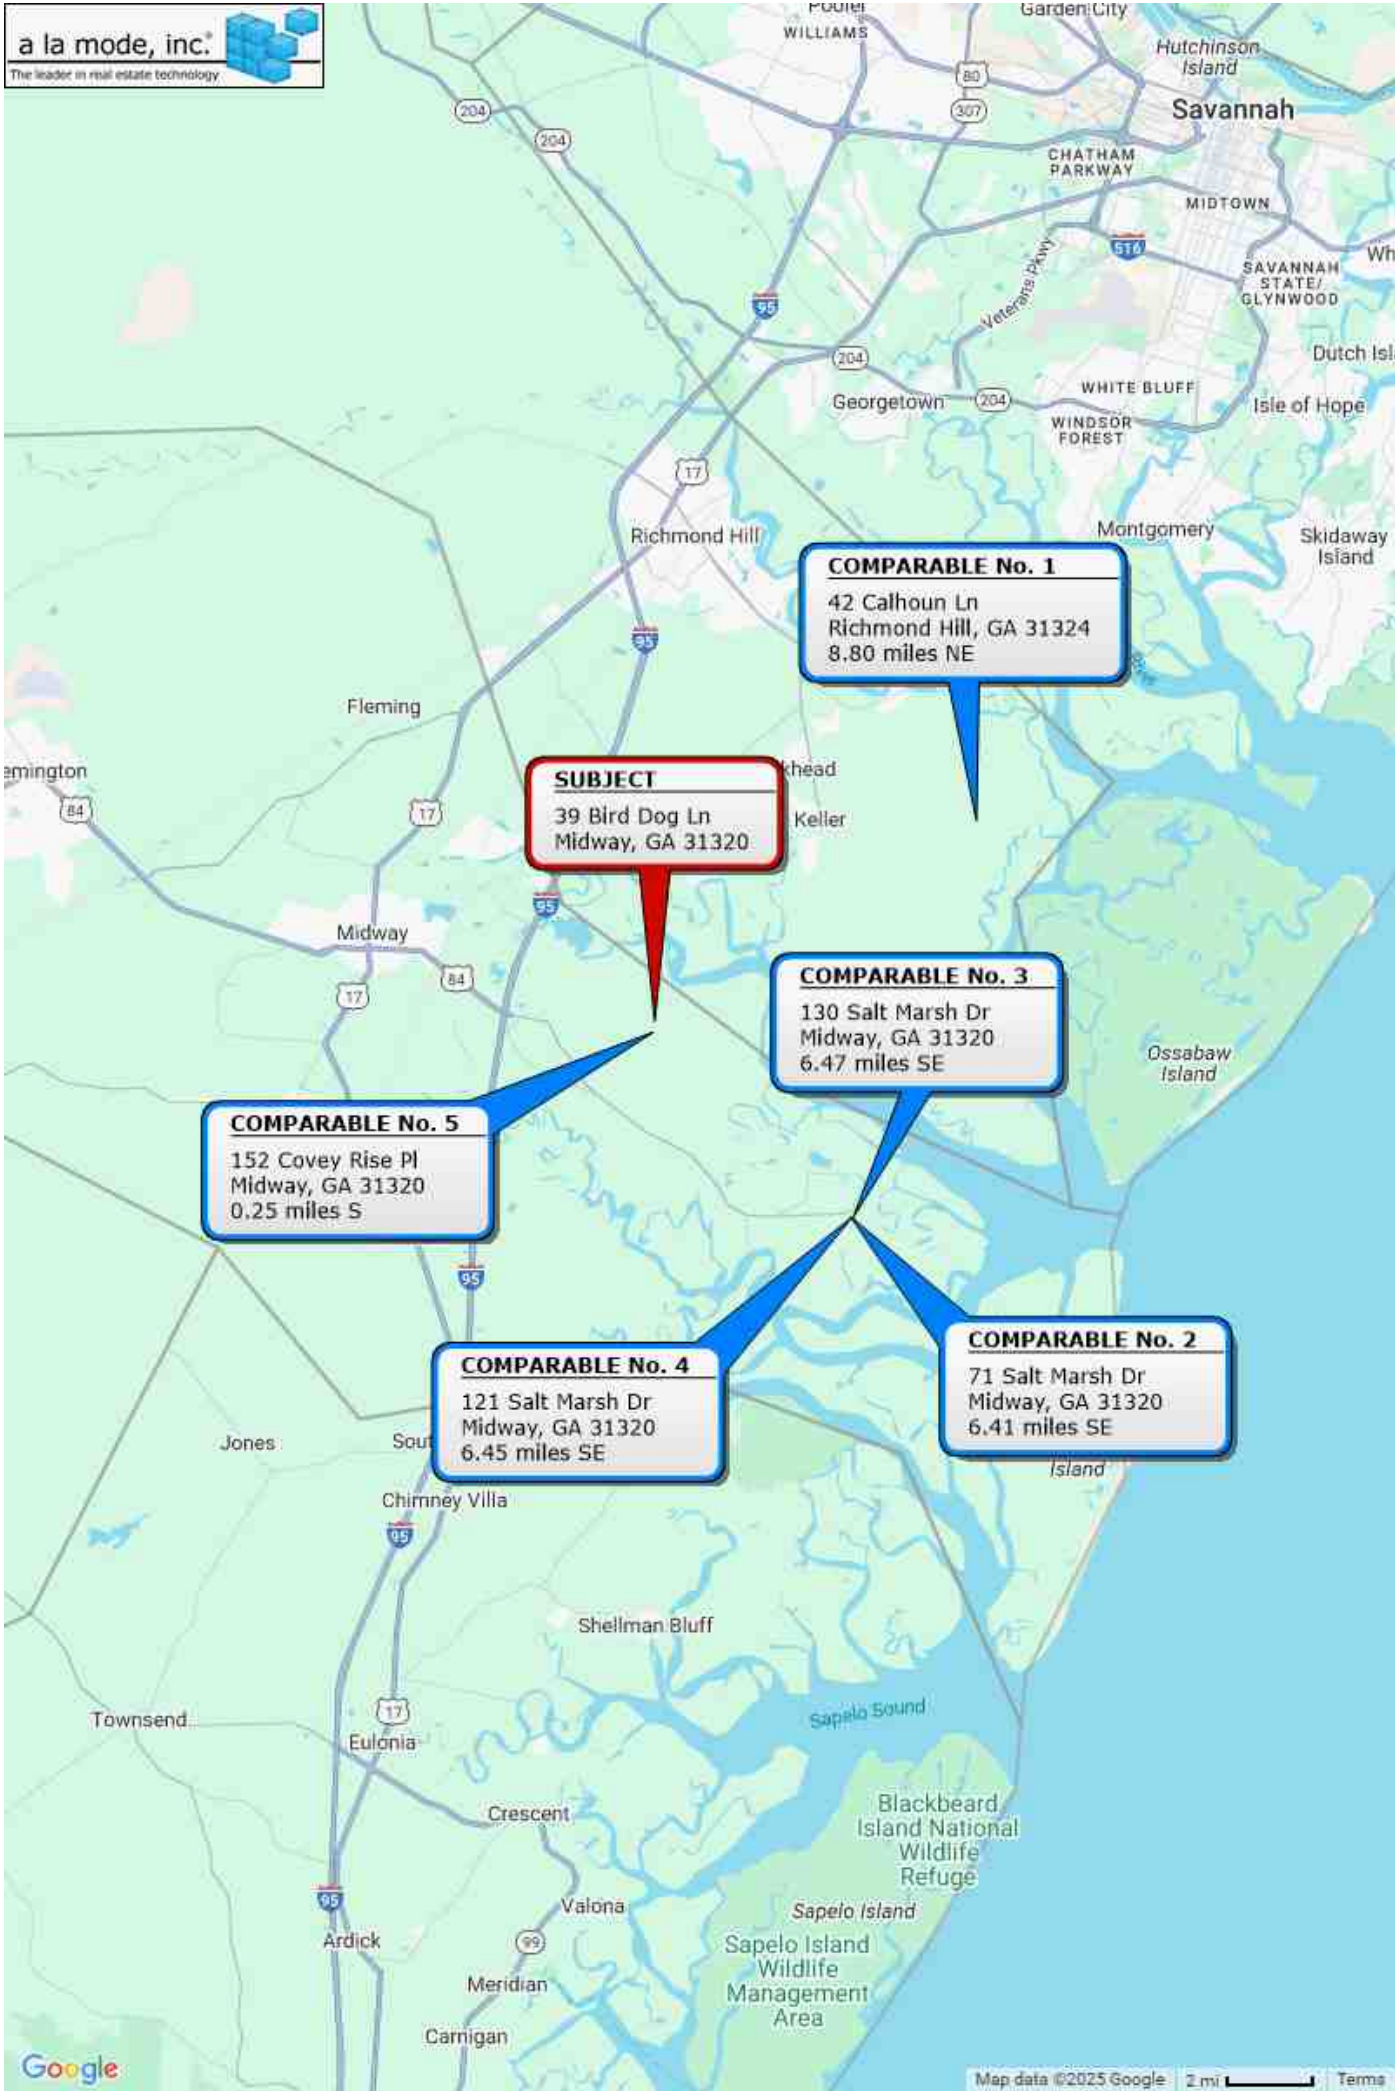 a la mode, inc.
The leader in real estate technology
Pooler
WILLIAMS
Garden City
Hutchinson
Island
80
204
307
Savannah
204
CHATHAM
PARKWAY
MIDTOWN
516
Veterans Pkwy
Wh
SAVANNAH
STATE/
GLYNWOOD
95
204
Dutch Isl
WHITE BLUFF
Georgetown
204
Isle of Hope
WINDSOR
FOREST
17
Richmond Hill
Montgomery
Skidaway
Island
COMPARABLE No. 1
42 Calhoun Ln
Richmond Hill, GA 31324
8.80 miles NE
95
Fleming
emington
84
17
SUBJECT
39 Bird Dog Ln
Midway, GA 31320
khead
Keller
95
Midway
84
17
COMPARABLE No. 3
130 Salt Marsh Dr
Midway, GA 31320
6.47 miles SE
Ossabaw
Island
COMPARABLE No. 5
152 Covey Rise Pl
Midway, GA 31320
0.25 miles S
95
COMPARABLE No. 4
121 Salt Marsh Dr
Midway, GA 31320
6.45 miles SE
COMPARABLE No. 2
71 Salt Marsh Dr
Midway, GA 31320
6.41 miles SE
Island
Jones
Sout
Chimney Villa
95
Shellman Bluff
Sapelo Sound
Townsend
17
Eulonia
Crescent
Blackbeard
Island National
Wildlife
Refuge
95
Valona
Sapelo Island
Ardick
99
Sapelo Island
Wildlife
Management
Area
Meridian
Carnigan
Google
Map data ©2025 Google
2 mi
Terms